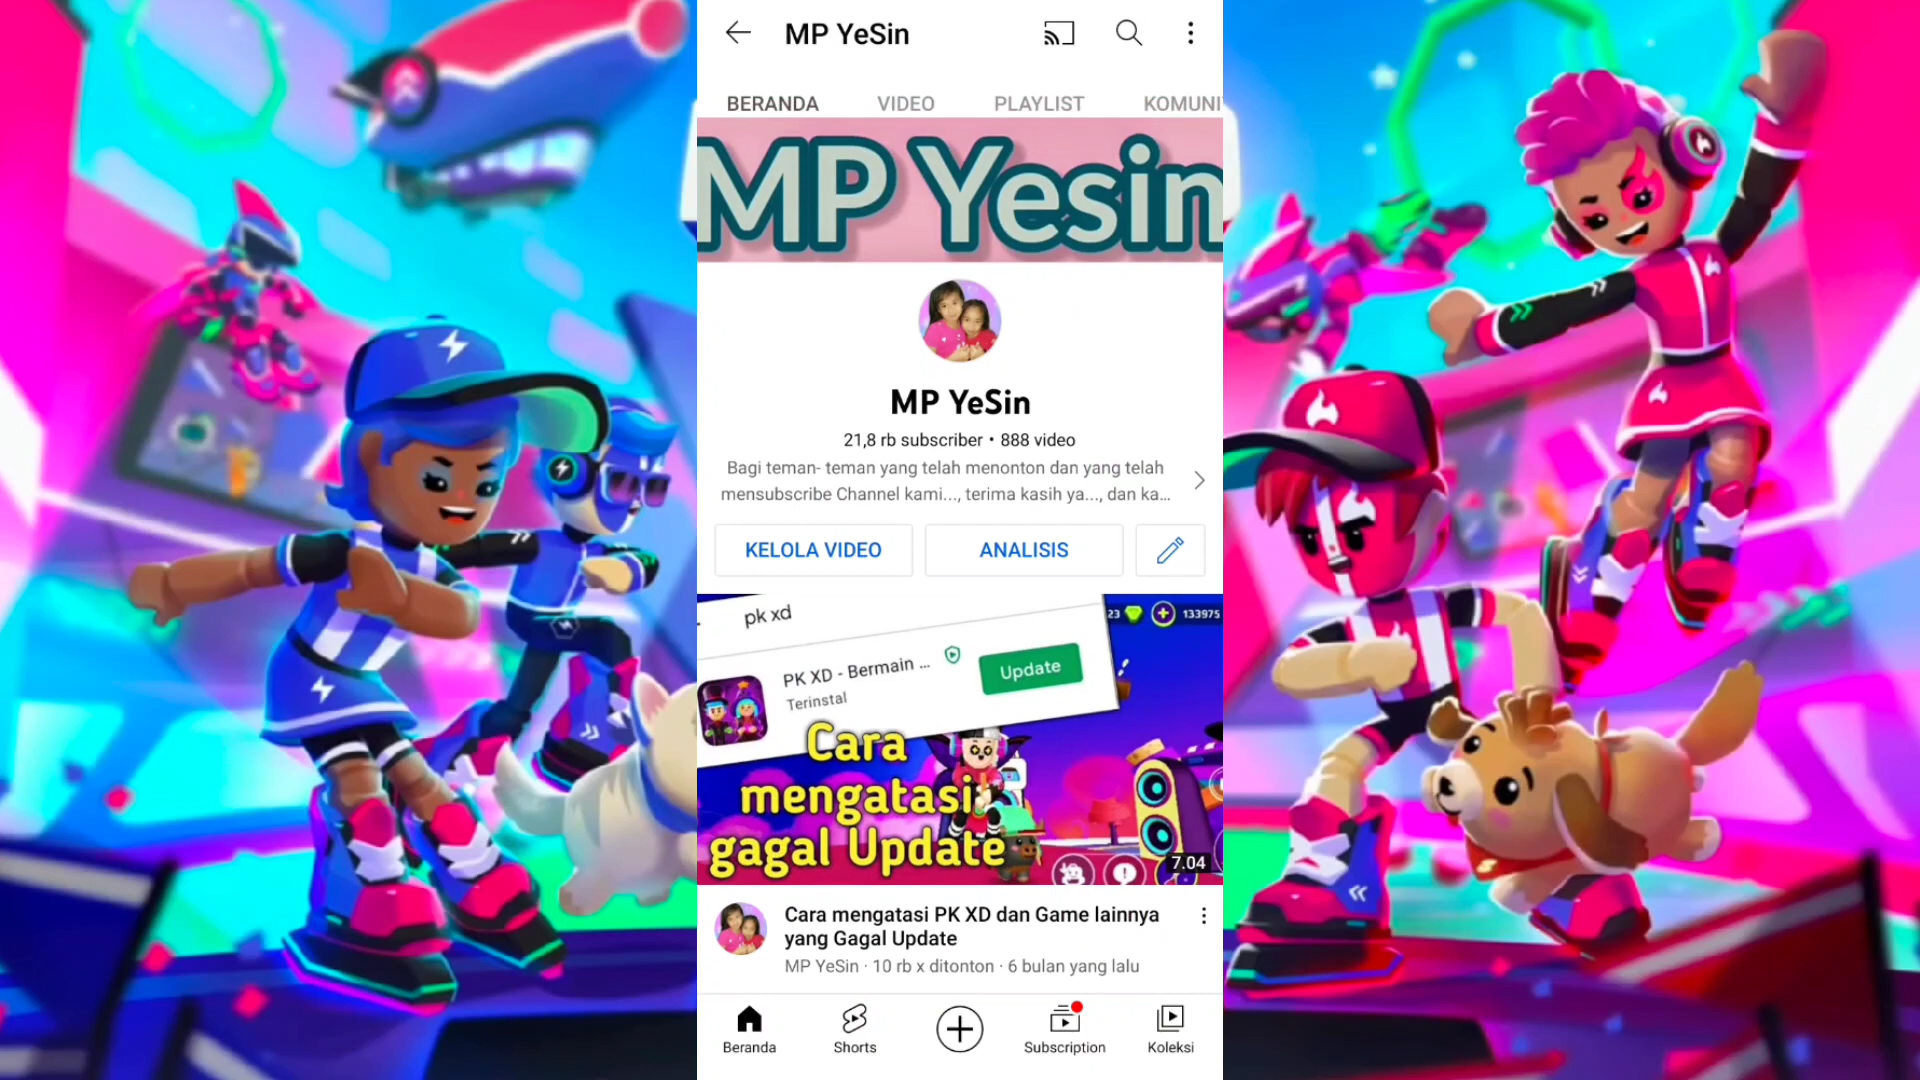 MP YeSin
BERANDA VIDEO PLAYLIST KOMUNI
MP Yesin
MP YeSin
21,8 rb subscriber • 888 video
Bagi teman- teman yang telah menonton dan yang telah
mensubscribe Channel kami..., terima kasih ya..., dan ka...
KELOLA VIDEO ANALISIS
pk xd
23 133975
PK XD - Bermain ...
Terinstal
Update
Cara
mengatasi
gagal Update
7.04
Cara mengatasi PK XD dan Game lainnya
yang Gagal Update
MP YeSin · 10 rb x ditonton · 6 bulan yang lalu
Beranda Shorts Subscription Koleksi